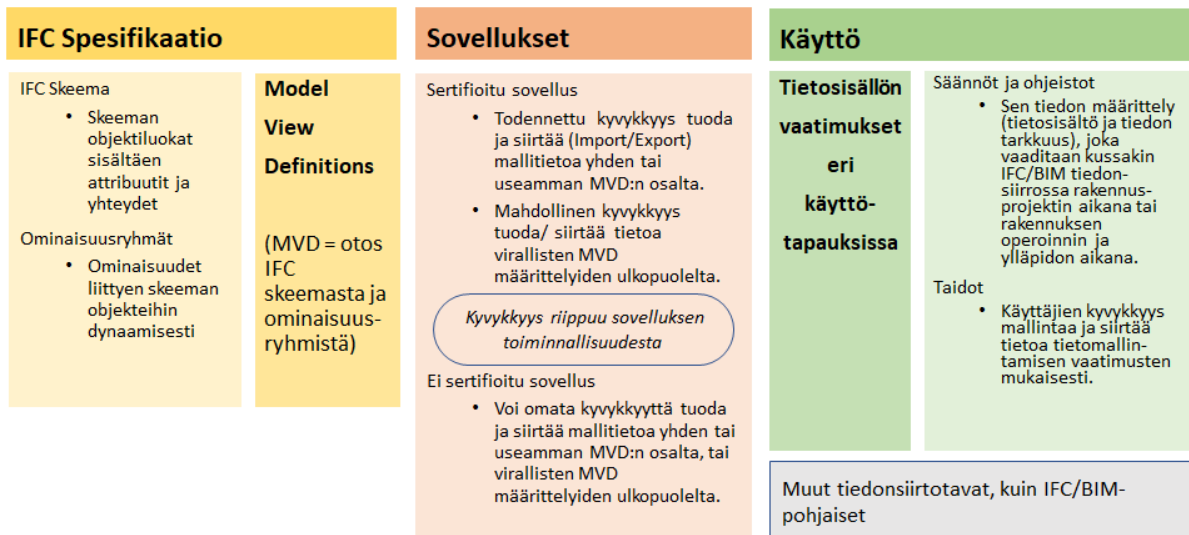 IFC Spesifikaatio
IFC Skeema
• Skeeman
objektiluokat
sisältäen
attribuutit ja
yhteydet
Ominaisuusryhmät
• Ominaisuudet
liittyen skeeman
objekteihin
dynaamisesti
Model
View
Definitions
(MVD = otos
IFC
skeemasta ja
ominaisuus-
ryhmistä)
Sovellukset
Sertifioitu sovellus
• Todennettu kyvykkyys tuoda
ja siirtää (Import/Export)
mallitietoa yhden tai
useamman MVD:n osalta.
• Mahdollinen kyvykkyys
tuoda/ siirtää tietoa
virallisten MVD
määrittelyiden ulkopuolelta.
Kyvykkyys riippuu sovelluksen
toiminnallisuudesta
Ei sertifioitu sovellus
• Voi omata kyvykkyyttä tuoda
ja siirtää mallitietoa yhden tai
useamman MVD:n osalta, tai
virallisten MVD
määrittelyiden ulkopuolelta.
Käyttö
Tietosisällön
vaatimukset
eri
käyttö-
tapauksissa
Säännöt ja ohjeistot
• Sen tiedon määrittely
(tietosisältö ja tiedon
tarkkuus), joka
vaaditaan kussakin
IFC/BIM tiedon-
siirrossa rakennus-
projektin aikana tai
rakennuksen
operoinnin ja
ylläpidon aikana.
Taidot
• Käyttäjien kyvykkyys
mallintaa ja siirtää
tietoa tietomallin-
tamisen vaatimusten
mukaisesti.
Muut tiedonsiirtotavat, kuin IFC/BIM-
pohjaiset